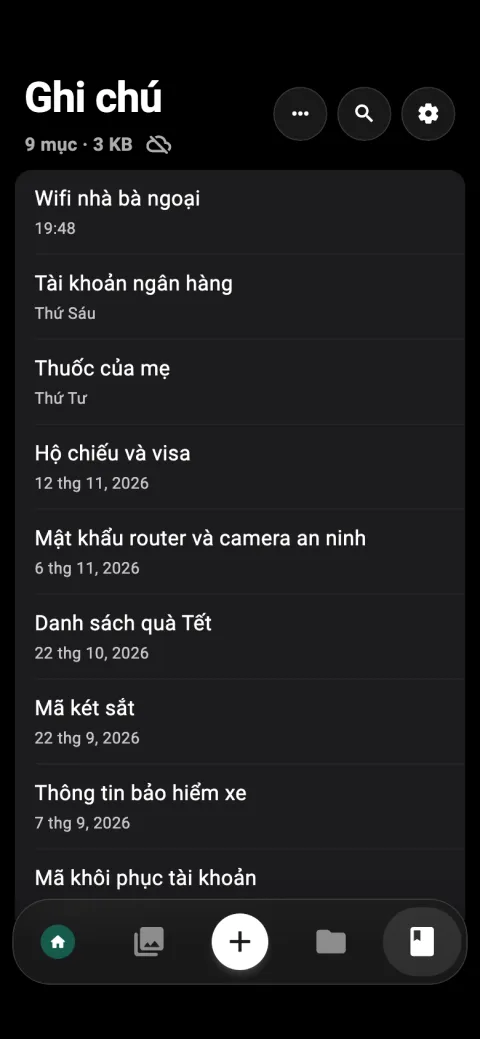 Ghi chú
9 mục · 3 KB
Wifi nhà bà ngoại
19:48
Tài khoản ngân hàng
Thứ Sáu
Thuốc của mẹ
Thứ Tư
Hộ chiếu và visa
12 thg 11, 2026
Mật khẩu router và camera an ninh
6 thg 11, 2026
Danh sách quà Tết
22 thg 10, 2026
Mã két sắt
22 thg 9, 2026
Thông tin bảo hiểm xe
7 thg 9, 2026
Mã khôi phục tài khoản